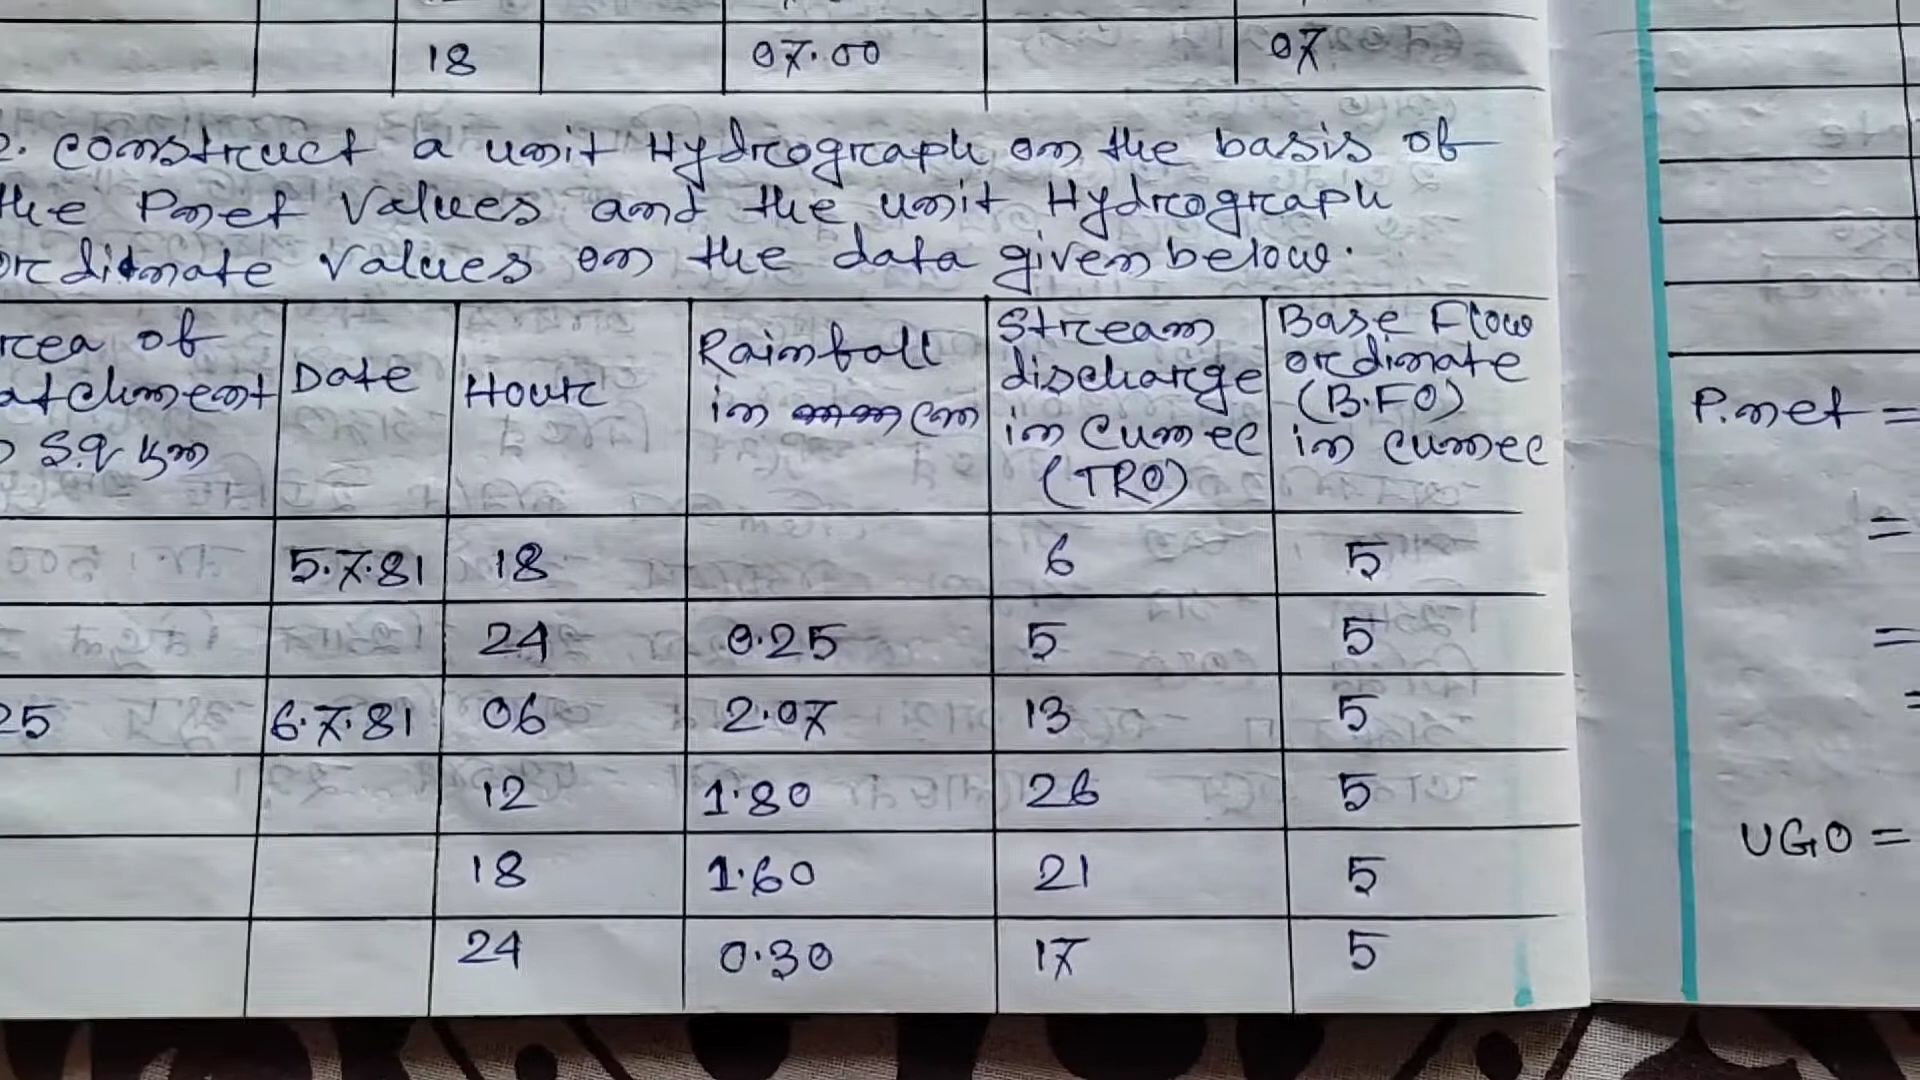 18 07.00 07
2. Construct a unit Hydrograph on the basis of
the Pnet Values and the unit Hydrograph
orditnate values on the data given below.
rea of
atchment
S.q km
Date
Hour
Rainfall
in cm
Stream
discharge
in Cumec
(TRO)
Base Flow
ordinate
(B.FO)
in cumec
5.7.81 18 6 5
24 0.25 5 5
25 6.7.81 06 2.07 13 5
12 1.80 26 5
18 1.60 21 5
24 0.30 17 5
P.net =
=
=
=
UGO =